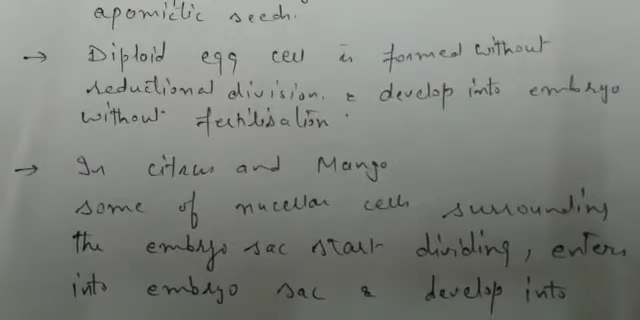 apomictic seeds.
→ Diploid egg cell is formed without
reductional division. & develop into embryo
without fertilisation.
→ In citrus and Mango
some of nucellar cells surrounding
the embryo sac start dividing, enters
into embryo sac & develop into